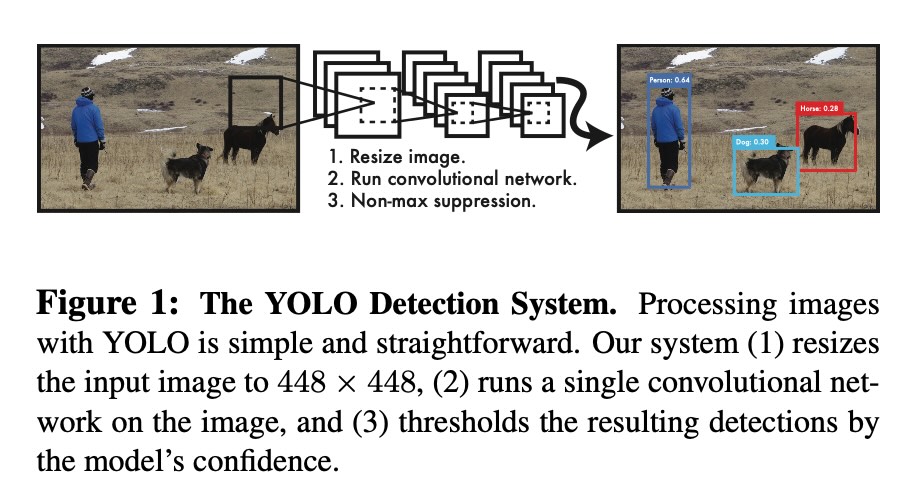 Person: 0.64
Horse: 0.28
Dog: 0.30
1. Resize image.
2. Run convolutional network.
3. Non-max suppression.
Figure 1: The YOLO Detection System. Processing images
with YOLO is simple and straightforward. Our system (1) resizes
the input image to 448 × 448, (2) runs a single convolutional net-
work on the image, and (3) thresholds the resulting detections by
the model's confidence.